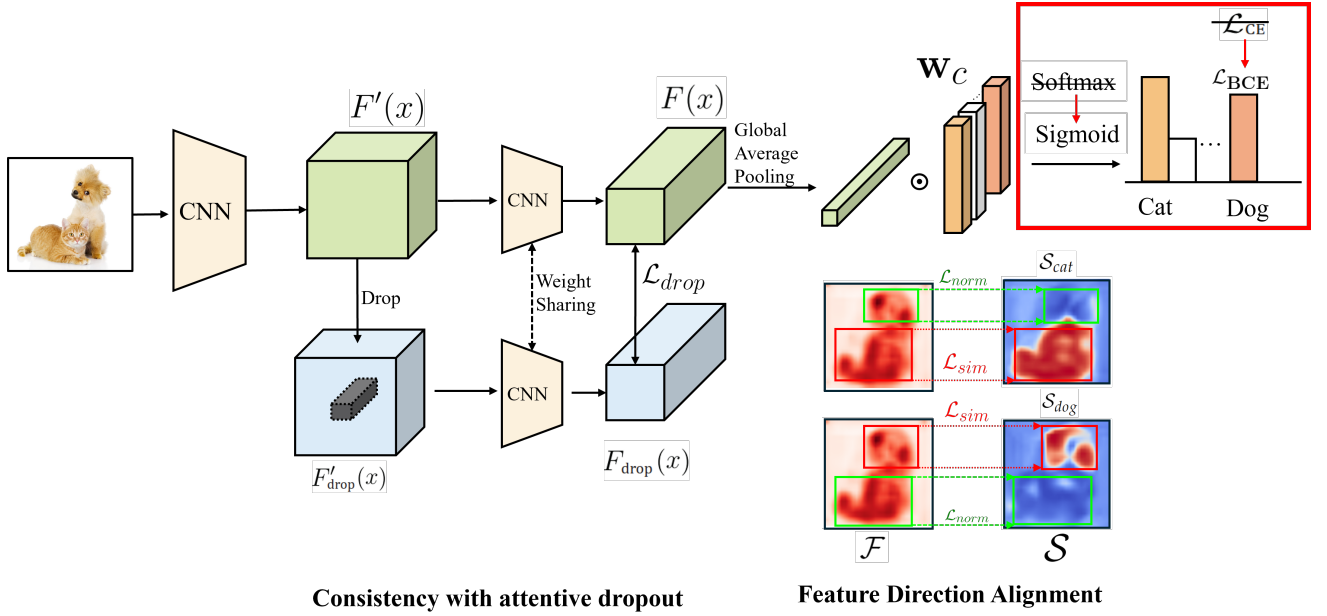 CNN
F'(x)
Drop
F'_drop(x)
CNN
Weight
Sharing
CNN
F(x)
L_drop
F_drop(x)
Global
Average
Pooling
⊙
w_c
Softmax
Sigmoid
L_CE
L_BCE
...
Cat
Dog
S_cat
L_norm
L_sim
S_dog
L_sim
L_norm
F
S
Consistency with attentive dropout
Feature Direction Alignment